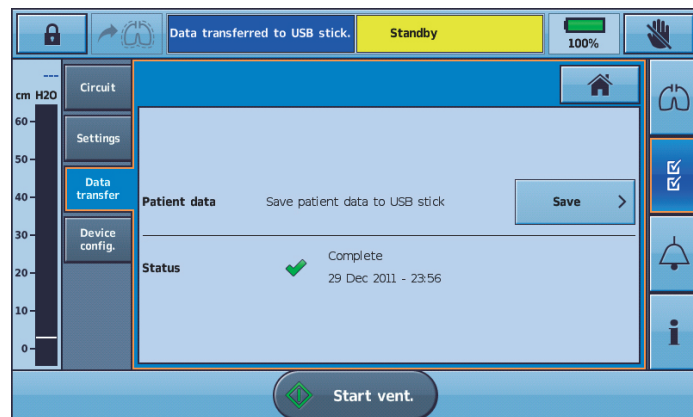 Data transferred to USB stick.
Standby
100%
---
cm H2O
60
50
40
30
20
10
0
Circuit
Settings
Data
transfer
Device
config.
Patient data
Save patient data to USB stick
Save
Status
Complete
29 Dec 2011 - 23:56
Start vent.